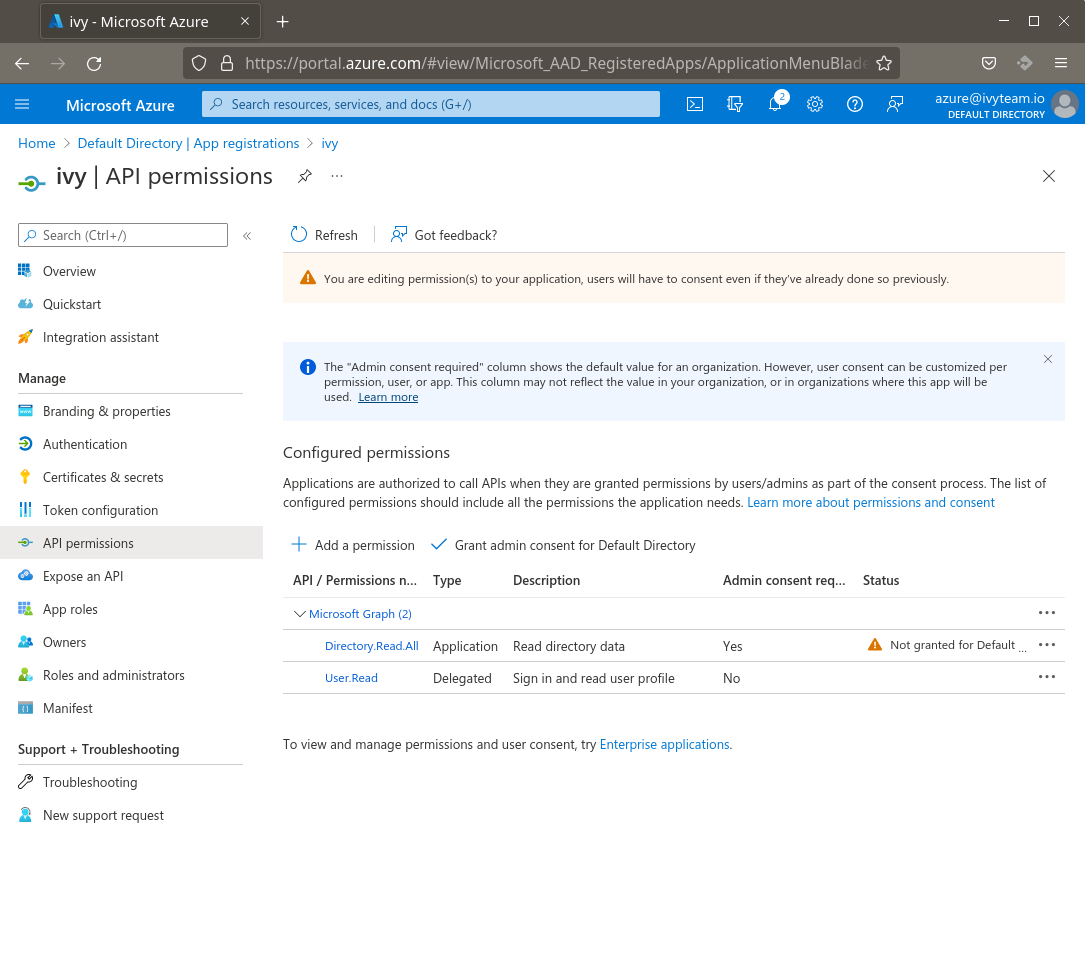 ivy - Microsoft Azure
https://portal.azure.com/#view/Microsoft_AAD_RegisteredApps/ApplicationMenuBlade
Microsoft Azure
Search resources, services, and docs (G+/)
2
azure@ivyteam.io
DEFAULT DIRECTORY
Home > Default Directory | App registrations > ivy
ivy | API permissions
...
Search (Ctrl+/)
«
Overview
Quickstart
Integration assistant
Manage
Branding & properties
Authentication
Certificates & secrets
Token configuration
API permissions
Expose an API
App roles
Owners
Roles and administrators
Manifest
Support + Troubleshooting
Troubleshooting
New support request
Refresh
Got feedback?
You are editing permission(s) to your application, users will have to consent even if they've already done so previously.
The "Admin consent required" column shows the default value for an organization. However, user consent can be customized per
permission, user, or app. This column may not reflect the value in your organization, or in organizations where this app will be
used. Learn more
Configured permissions
Applications are authorized to call APIs when they are granted permissions by users/admins as part of the consent process. The list of
configured permissions should include all the permissions the application needs. Learn more about permissions and consent
Add a permission
Grant admin consent for Default Directory
API / Permissions n... Type Description Admin consent req... Status
Microsoft Graph (2)
Directory.Read.All Application Read directory data Yes Not granted for Default ...
User.Read Delegated Sign in and read user profile No
To view and manage permissions and user consent, try Enterprise applications.